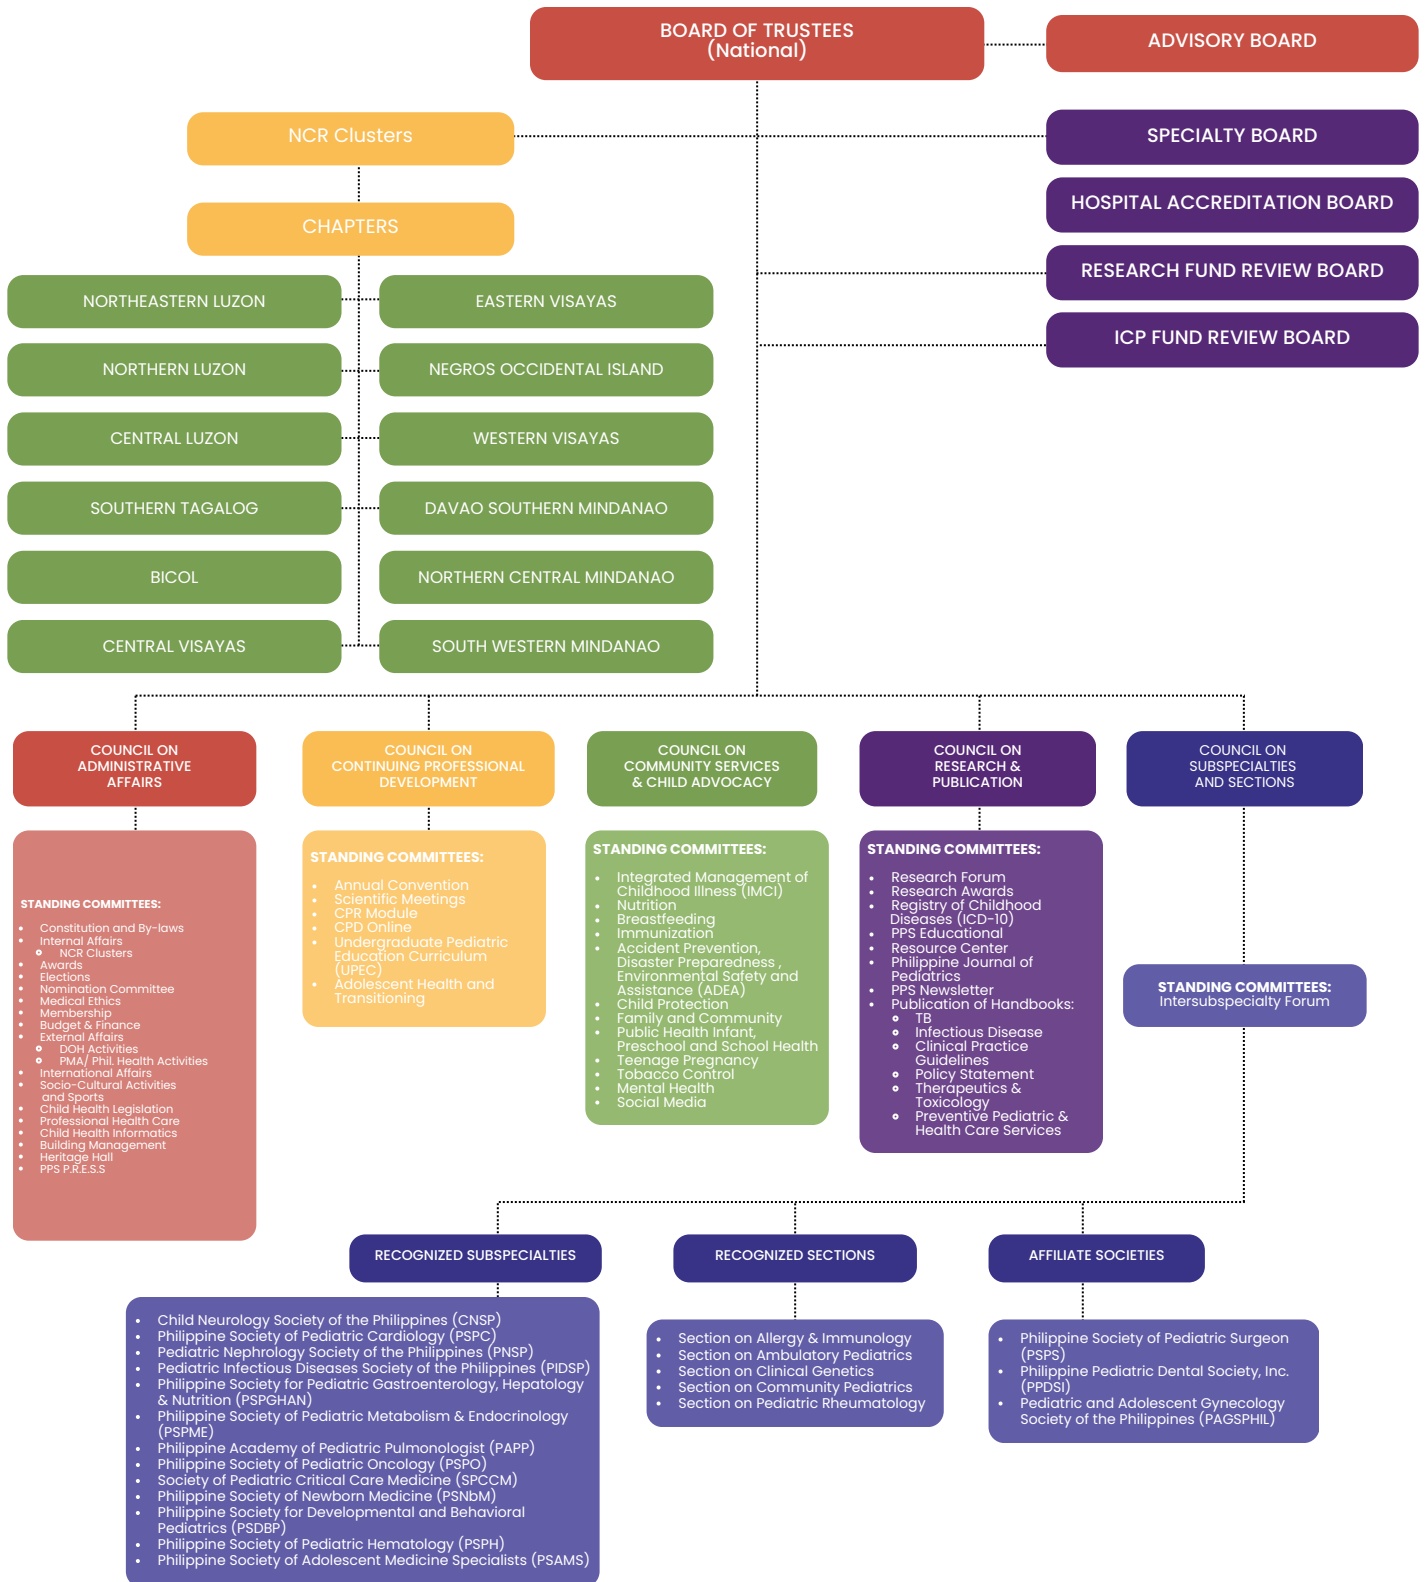 BOARD OF TRUSTEES
(National)
ADVISORY BOARD
NCR Clusters
SPECIALTY BOARD
HOSPITAL ACCREDITATION BOARD
CHAPTERS
RESEARCH FUND REVIEW BOARD
ICP FUND REVIEW BOARD
NORTHEASTERN LUZON
EASTERN VISAYAS
NORTHERN LUZON
NEGROS OCCIDENTAL ISLAND
CENTRAL LUZON
WESTERN VISAYAS
SOUTHERN TAGALOG
DAVAO SOUTHERN MINDANAO
BICOL
NORTHERN CENTRAL MINDANAO
CENTRAL VISAYAS
SOUTH WESTERN MINDANAO
COUNCIL ON
ADMINISTRATIVE
AFFAIRS
STANDING COMMITTEES:
• Constitution and By-laws
• Internal Affairs
• NCR Clusters
• Awards
• Elections
• Nomination Committee
• Medical Ethics
• Membership
• Budget & Finance
• External Affairs
• DOH Activities
• PMA/ Phil. Health Activities
• International Affairs
• Socio-Cultural Activities
and Sports
• Child Health Legislation
• Professional Health Care
• Child Health Informatics
• Building Management
• Heritage Hall
• PPS P.R.E.S.S
COUNCIL ON
CONTINUING PROFESSIONAL
DEVELOPMENT
STANDING COMMITTEES:
• Annual Convention
• Scientific Meetings
• CPR Module
• CPD Online
• Undergraduate Pediatric
Education Curriculum
(UPEC)
• Adolescent Health and
Transitioning
COUNCIL ON
COMMUNITY SERVICES
& CHILD ADVOCACY
STANDING COMMITTEES:
• Integrated Management of
Childhood Illness (IMCI)
• Nutrition
• Breastfeeding
• Immunization
• Accident Prevention,
Disaster Preparedness ,
Environmental Safety and
Assistance (ADEA)
• Child Protection
• Family and Community
• Public Health Infant,
Preschool and School Health
• Teenage Pregnancy
• Tobacco Control
• Mental Health
• Social Media
COUNCIL ON
RESEARCH &
PUBLICATION
STANDING COMMITTEES:
• Research Forum
• Research Awards
• Registry of Childhood
Diseases (ICD-10)
• PPS Educational
• Resource Center
• Philippine Journal of
Pediatrics
• PPS Newsletter
• Publication of Handbooks:
• TB
• Infectious Disease
• Clinical Practice
Guidelines
• Policy Statement
• Therapeutics &
Toxicology
• Preventive Pediatric &
Health Care Services
COUNCIL ON
SUBSPECIALTIES
AND SECTIONS
STANDING COMMITTEES:
Intersubspecialty Forum
RECOGNIZED SUBSPECIALTIES
• Child Neurology Society of the Philippines (CNSP)
• Philippine Society of Pediatric Cardiology (PSPC)
• Pediatric Nephrology Society of the Philippines (PNSP)
• Pediatric Infectious Diseases Society of the Philippines (PIDSP)
• Philippine Society for Pediatric Gastroenterology, Hepatology
& Nutrition (PSPGHAN)
• Philippine Society of Pediatric Metabolism & Endocrinology
(PSPME)
• Philippine Academy of Pediatric Pulmonologist (PAPP)
• Philippine Society of Pediatric Oncology (PSPO)
• Society of Pediatric Critical Care Medicine (SPCCM)
• Philippine Society of Newborn Medicine (PSNbM)
• Philippine Society for Developmental and Behavioral
Pediatrics (PSDBP)
• Philippine Society of Pediatric Hematology (PSPH)
• Philippine Society of Adolescent Medicine Specialists (PSAMS)
RECOGNIZED SECTIONS
• Section on Allergy & Immunology
• Section on Ambulatory Pediatrics
• Section on Clinical Genetics
• Section on Community Pediatrics
• Section on Pediatric Rheumatology
AFFILIATE SOCIETIES
• Philippine Society of Pediatric Surgeon
(PSPS)
• Philippine Pediatric Dental Society, Inc.
(PPDSI)
• Pediatric and Adolescent Gynecology
Society of the Philippines (PAGSPHIL)